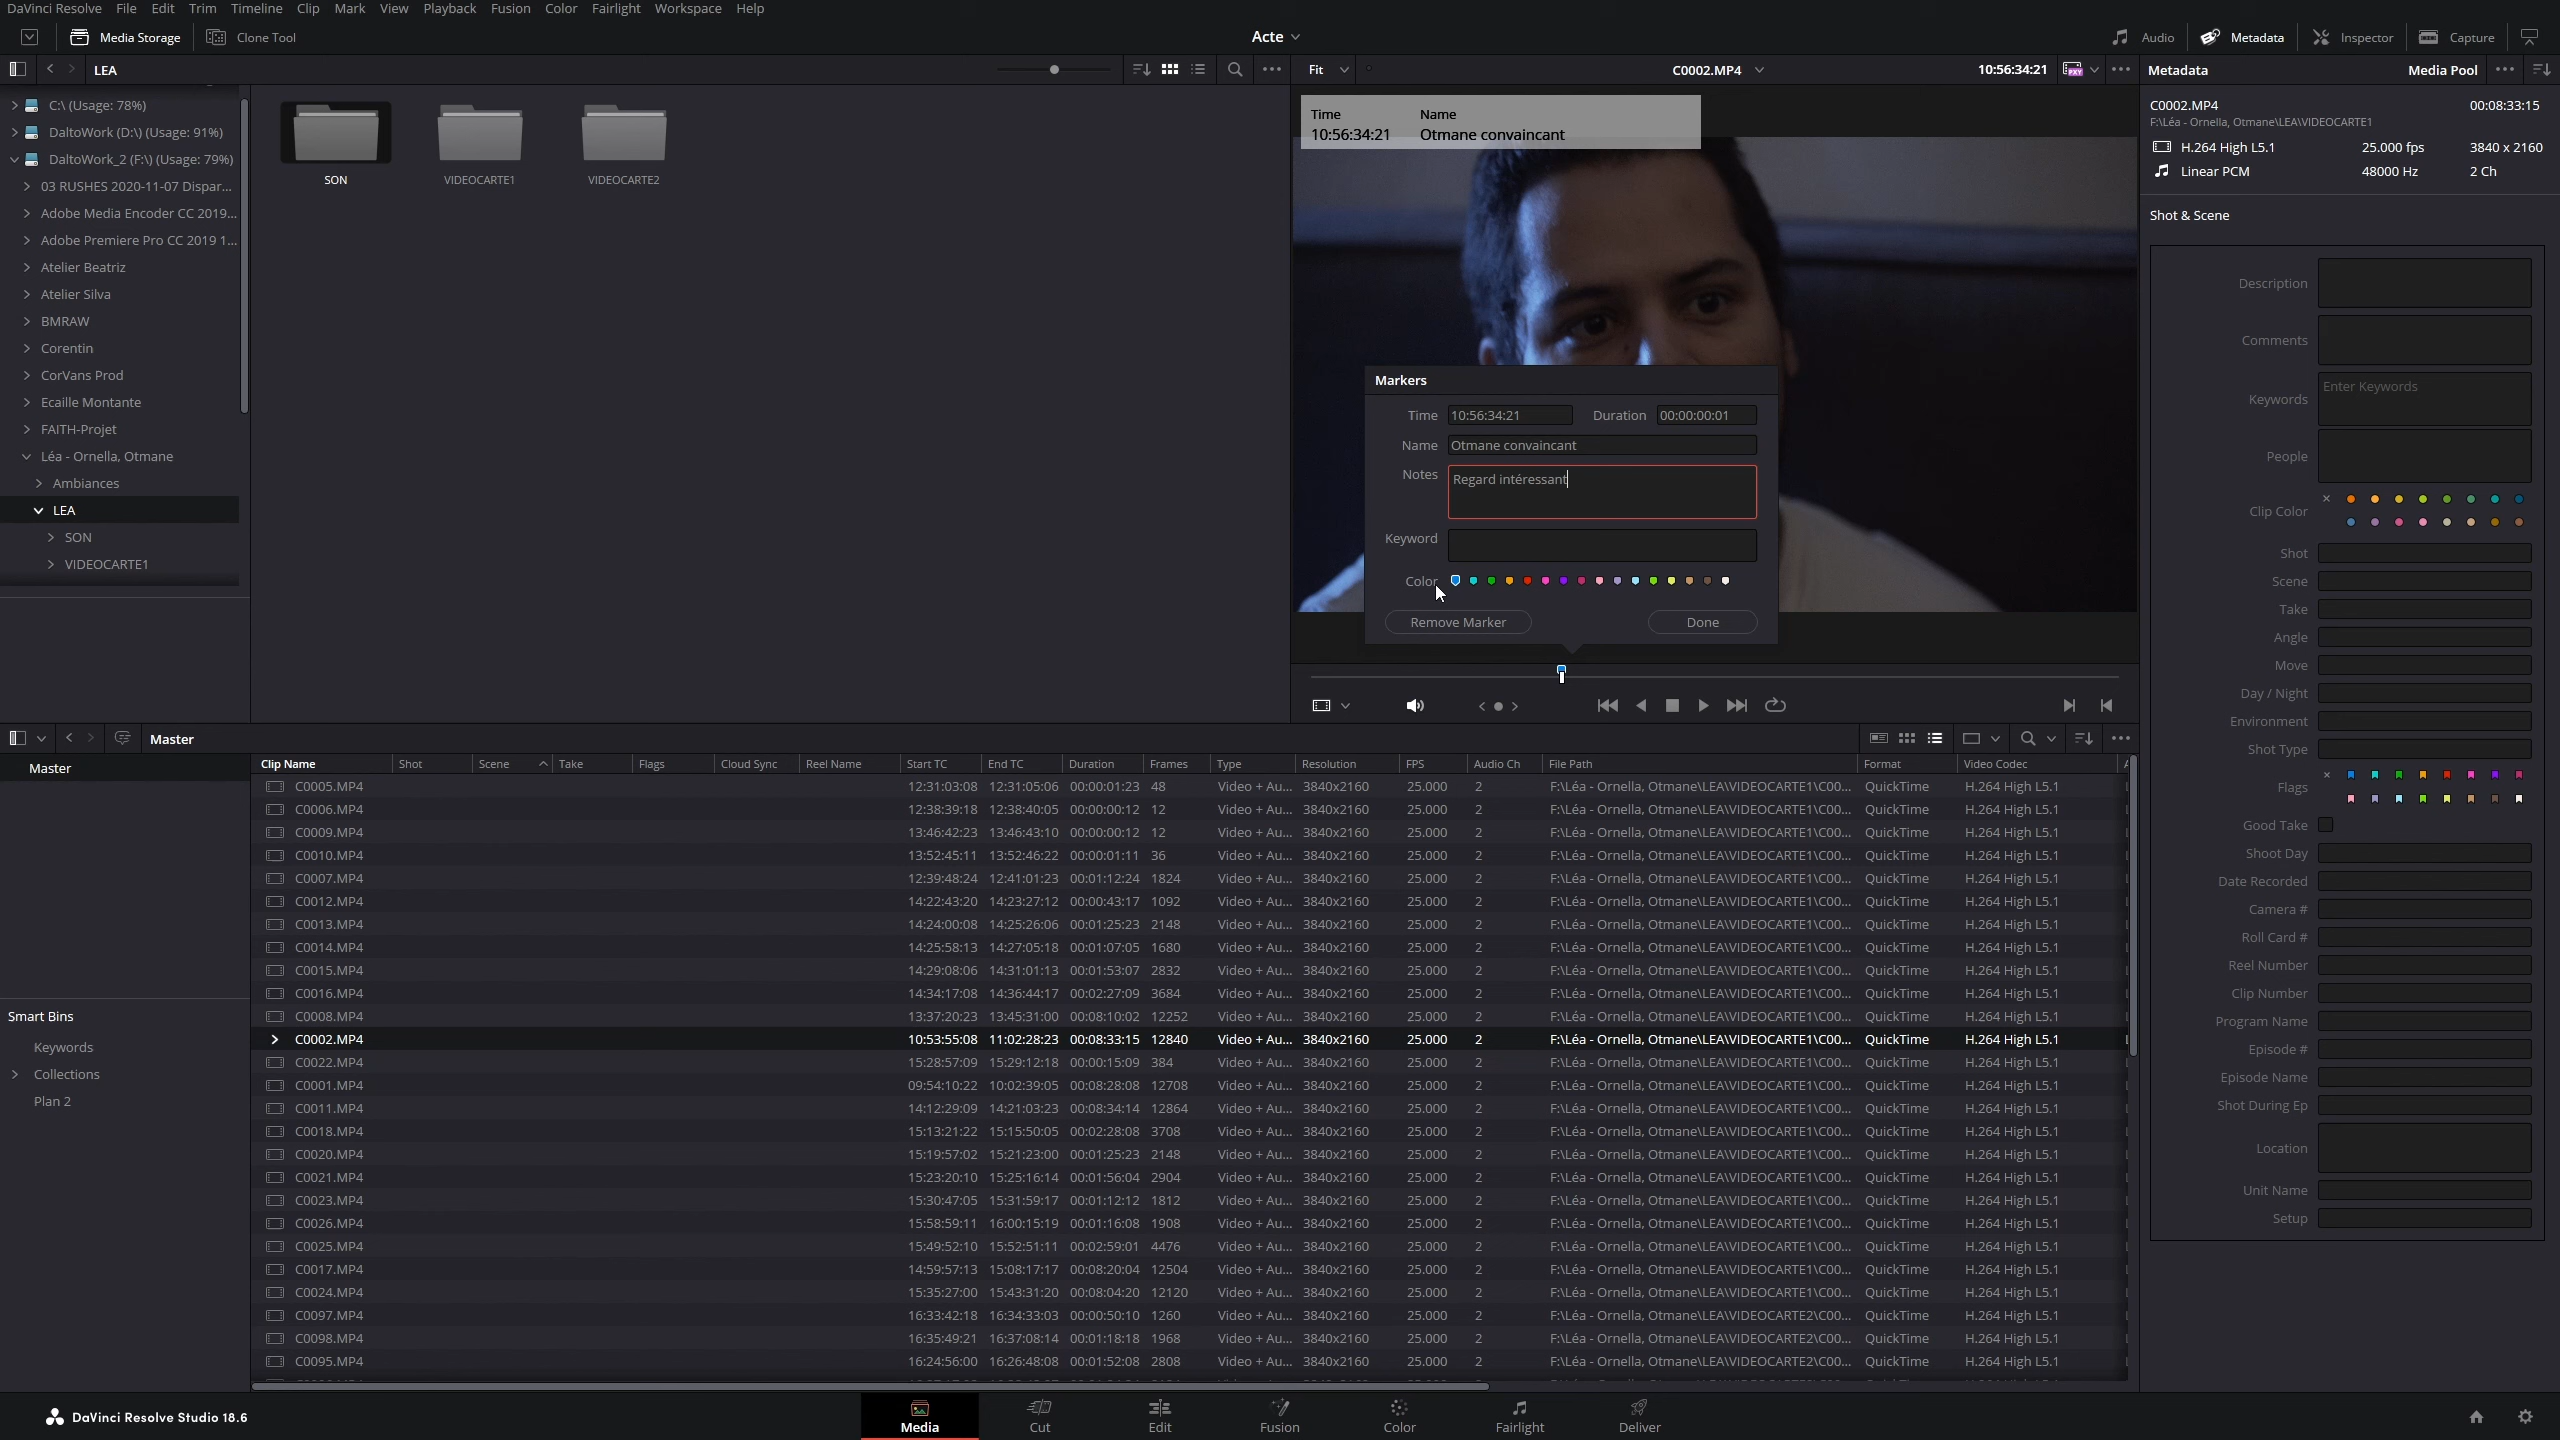 DaVinci Resolve File Edit Trim Timeline Clip Mark View Playback Fusion Color Fairlight Workspace Help
Media Storage Clone Tool Acte Audio Metadata Inspector Capture
LEA Fit C0002.MP4 10:56:34:21 Metadata Media Pool
C:\ (Usage: 78%)
DaltoWork (D:\) (Usage: 91%)
DaltoWork_2 (F:\) (Usage: 79%)
03 RUSHES 2020-11-07 Dispar...
Adobe Media Encoder CC 2019...
Adobe Premiere Pro CC 2019 1...
Atelier Beatriz
Atelier Silva
BMRAW
Corentin
CorVans Prod
Ecaille Montante
FAITH-Projet
Léa - Ornella, Otmane
Ambiances
LEA
SON
VIDEOCARTE1
SON VIDEOCARTE1 VIDEOCARTE2
Time Name
10:56:34:21 Otmane convaincant
Markers
Time 10:56:34:21 Duration 00:00:00:01
Name Otmane convaincant
Notes Regard intéressant
Keyword
Color
Remove Marker Done
C0002.MP4 00:08:33:15
F:\Léa - Ornella, Otmane\LEA\VIDEOCARTE1
H.264 High L5.1 25.000 fps 3840 x 2160
Linear PCM 48000 Hz 2 Ch
Shot & Scene
Description
Comments
Keywords Enter Keywords
People
Clip Color
Shot
Scene
Take
Angle
Move
Day / Night
Environment
Shot Type
Flags
Good Take
Shoot Day
Date Recorded
Camera #
Roll Card #
Reel Number
Clip Number
Program Name
Episode #
Episode Name
Shot During Ep
Location
Unit Name
Setup
Master
Master
Smart Bins
Keywords
Collections
Plan 2
Clip Name Shot Scene Take Flags Cloud Sync Reel Name Start TC End TC Duration Frames Type Resolution FPS Audio Ch File Path Format Video Codec
C0005.MP4 12:31:03:08 12:31:05:06 00:00:01:23 48 Video + Au... 3840x2160 25.000 2 F:\Léa - Ornella, Otmane\LEA\VIDEOCARTE1\C00... QuickTime H.264 High L5.1
C0006.MP4 12:38:39:18 12:38:40:05 00:00:00:12 12 Video + Au... 3840x2160 25.000 2 F:\Léa - Ornella, Otmane\LEA\VIDEOCARTE1\C00... QuickTime H.264 High L5.1
C0009.MP4 13:46:42:23 13:46:43:10 00:00:00:12 12 Video + Au... 3840x2160 25.000 2 F:\Léa - Ornella, Otmane\LEA\VIDEOCARTE1\C00... QuickTime H.264 High L5.1
C0010.MP4 13:52:45:11 13:52:46:22 00:00:01:11 36 Video + Au... 3840x2160 25.000 2 F:\Léa - Ornella, Otmane\LEA\VIDEOCARTE1\C00... QuickTime H.264 High L5.1
C0007.MP4 12:39:48:24 12:41:01:23 00:01:12:24 1824 Video + Au... 3840x2160 25.000 2 F:\Léa - Ornella, Otmane\LEA\VIDEOCARTE1\C00... QuickTime H.264 High L5.1
C0012.MP4 14:22:43:20 14:23:27:12 00:00:43:17 1092 Video + Au... 3840x2160 25.000 2 F:\Léa - Ornella, Otmane\LEA\VIDEOCARTE1\C00... QuickTime H.264 High L5.1
C0013.MP4 14:24:00:08 14:25:26:06 00:01:25:23 2148 Video + Au... 3840x2160 25.000 2 F:\Léa - Ornella, Otmane\LEA\VIDEOCARTE1\C00... QuickTime H.264 High L5.1
C0014.MP4 14:25:58:13 14:27:05:18 00:01:07:05 1680 Video + Au... 3840x2160 25.000 2 F:\Léa - Ornella, Otmane\LEA\VIDEOCARTE1\C00... QuickTime H.264 High L5.1
C0015.MP4 14:29:08:06 14:31:01:13 00:01:53:07 2832 Video + Au... 3840x2160 25.000 2 F:\Léa - Ornella, Otmane\LEA\VIDEOCARTE1\C00... QuickTime H.264 High L5.1
C0016.MP4 14:34:17:08 14:36:44:17 00:02:27:09 3684 Video + Au... 3840x2160 25.000 2 F:\Léa - Ornella, Otmane\LEA\VIDEOCARTE1\C00... QuickTime H.264 High L5.1
C0008.MP4 13:37:20:23 13:45:31:00 00:08:10:02 12252 Video + Au... 3840x2160 25.000 2 F:\Léa - Ornella, Otmane\LEA\VIDEOCARTE1\C00... QuickTime H.264 High L5.1
C0002.MP4 10:53:55:08 11:02:28:23 00:08:33:15 12840 Video + Au... 3840x2160 25.000 2 F:\Léa - Ornella, Otmane\LEA\VIDEOCARTE1\C00... QuickTime H.264 High L5.1
C0022.MP4 15:28:57:09 15:29:12:18 00:00:15:09 384 Video + Au... 3840x2160 25.000 2 F:\Léa - Ornella, Otmane\LEA\VIDEOCARTE1\C00... QuickTime H.264 High L5.1
C0001.MP4 09:54:10:22 10:02:39:05 00:08:28:08 12708 Video + Au... 3840x2160 25.000 2 F:\Léa - Ornella, Otmane\LEA\VIDEOCARTE1\C00... QuickTime H.264 High L5.1
C0011.MP4 14:12:29:09 14:21:03:23 00:08:34:14 12864 Video + Au... 3840x2160 25.000 2 F:\Léa - Ornella, Otmane\LEA\VIDEOCARTE1\C00... QuickTime H.264 High L5.1
C0018.MP4 15:13:21:22 15:15:50:05 00:02:28:08 3708 Video + Au... 3840x2160 25.000 2 F:\Léa - Ornella, Otmane\LEA\VIDEOCARTE1\C00... QuickTime H.264 High L5.1
C0020.MP4 15:19:57:02 15:21:23:00 00:01:25:23 2148 Video + Au... 3840x2160 25.000 2 F:\Léa - Ornella, Otmane\LEA\VIDEOCARTE1\C00... QuickTime H.264 High L5.1
C0021.MP4 15:23:20:10 15:25:16:14 00:01:56:04 2904 Video + Au... 3840x2160 25.000 2 F:\Léa - Ornella, Otmane\LEA\VIDEOCARTE1\C00... QuickTime H.264 High L5.1
C0023.MP4 15:30:47:05 15:31:59:17 00:01:12:12 1812 Video + Au... 3840x2160 25.000 2 F:\Léa - Ornella, Otmane\LEA\VIDEOCARTE1\C00... QuickTime H.264 High L5.1
C0026.MP4 15:58:59:11 16:00:15:19 00:01:16:08 1908 Video + Au... 3840x2160 25.000 2 F:\Léa - Ornella, Otmane\LEA\VIDEOCARTE1\C00... QuickTime H.264 High L5.1
C0025.MP4 15:49:52:10 15:52:51:11 00:02:59:01 4476 Video + Au... 3840x2160 25.000 2 F:\Léa - Ornella, Otmane\LEA\VIDEOCARTE1\C00... QuickTime H.264 High L5.1
C0017.MP4 14:59:57:13 15:08:17:17 00:08:20:04 12504 Video + Au... 3840x2160 25.000 2 F:\Léa - Ornella, Otmane\LEA\VIDEOCARTE1\C00... QuickTime H.264 High L5.1
C0024.MP4 15:35:27:00 15:43:31:20 00:08:04:20 12120 Video + Au... 3840x2160 25.000 2 F:\Léa - Ornella, Otmane\LEA\VIDEOCARTE1\C00... QuickTime H.264 High L5.1
C0097.MP4 16:33:42:18 16:34:33:03 00:00:50:10 1260 Video + Au... 3840x2160 25.000 2 F:\Léa - Ornella, Otmane\LEA\VIDEOCARTE2\C00... QuickTime H.264 High L5.1
C0098.MP4 16:35:49:21 16:37:08:14 00:01:18:18 1968 Video + Au... 3840x2160 25.000 2 F:\Léa - Ornella, Otmane\LEA\VIDEOCARTE2\C00... QuickTime H.264 High L5.1
C0095.MP4 16:24:56:00 16:26:48:08 00:01:52:08 2808 Video + Au... 3840x2160 25.000 2 F:\Léa - Ornella, Otmane\LEA\VIDEOCARTE2\C00... QuickTime H.264 High L5.1
DaVinci Resolve Studio 18.6 Media Cut Edit Fusion Color Fairlight Deliver